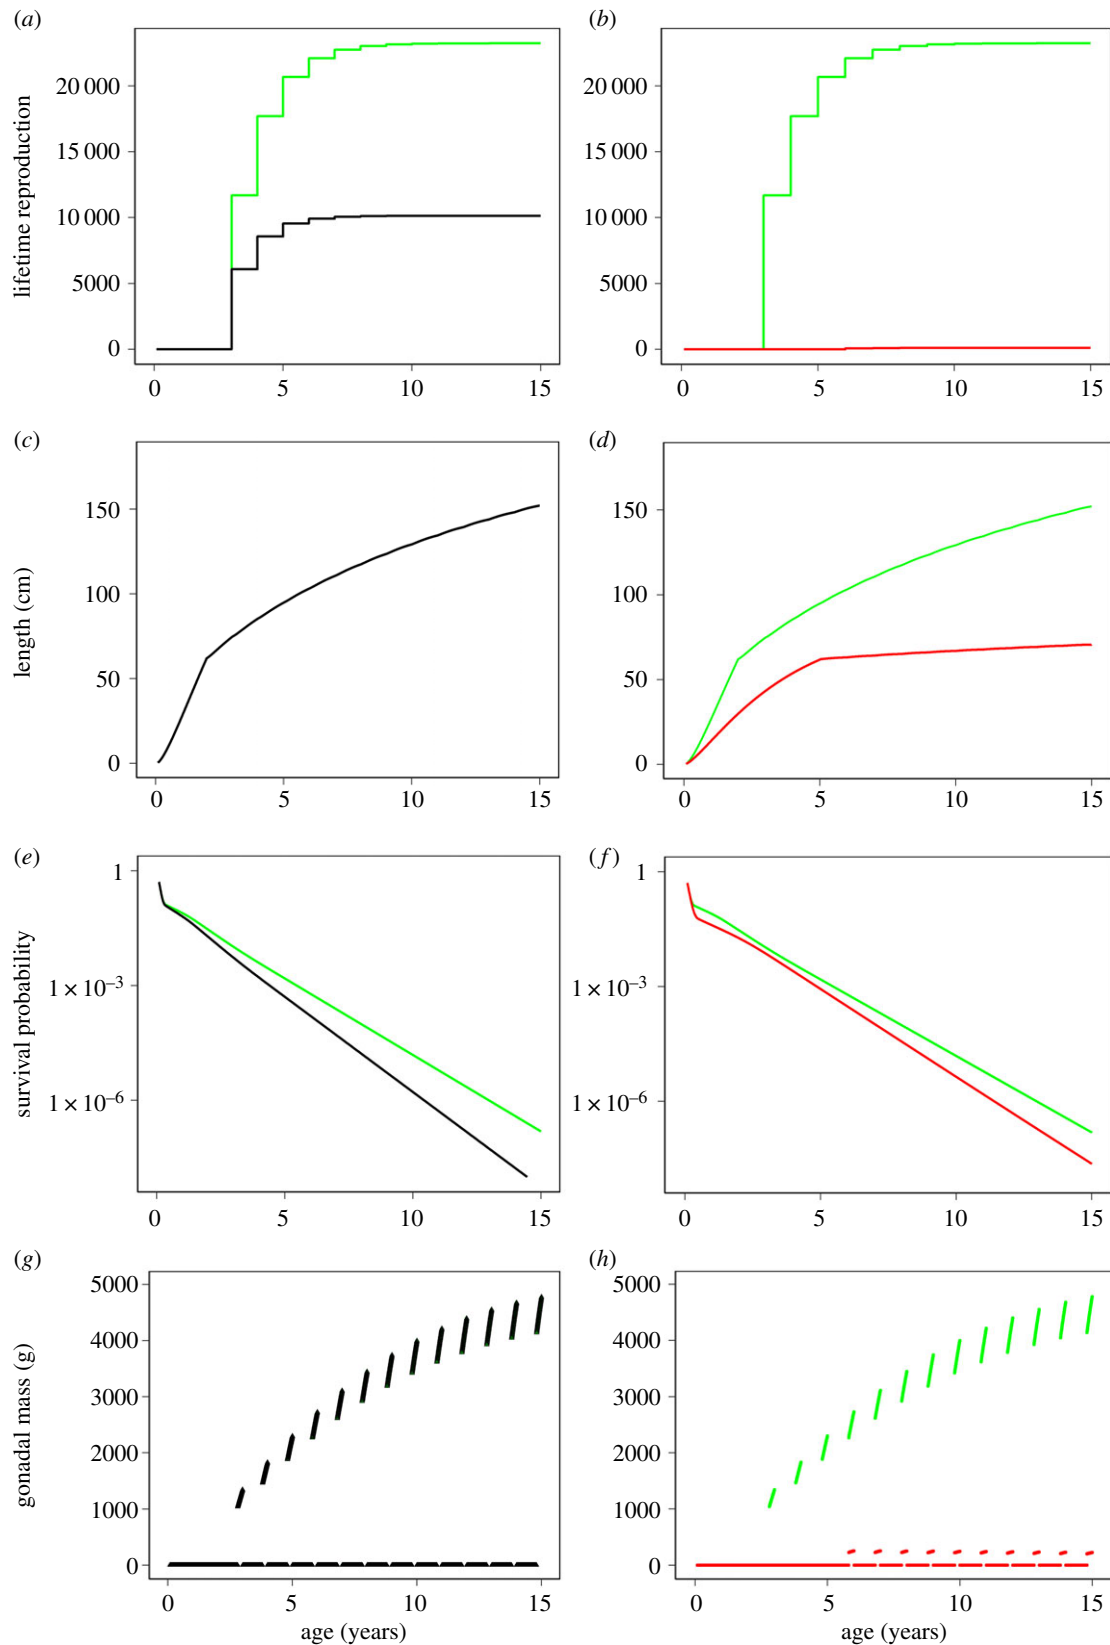 (a)
lifetime reproduction
20 000
15 000
10 000
5000
0
0 5 10 15
(b)
20 000
15 000
10 000
5000
0
0 5 10 15
(c)
length (cm)
150
100
50
0
0 5 10 15
(d)
150
100
50
0
0 5 10 15
(e)
survival probability
1
1 × 10⁻³
1 × 10⁻⁶
0 5 10 15
(f)
1
1 × 10⁻³
1 × 10⁻⁶
0 5 10 15
(g)
gonadal mass (g)
5000
4000
3000
2000
1000
0
0 5 10 15
age (years)
(h)
5000
4000
3000
2000
1000
0
0 5 10 15
age (years)